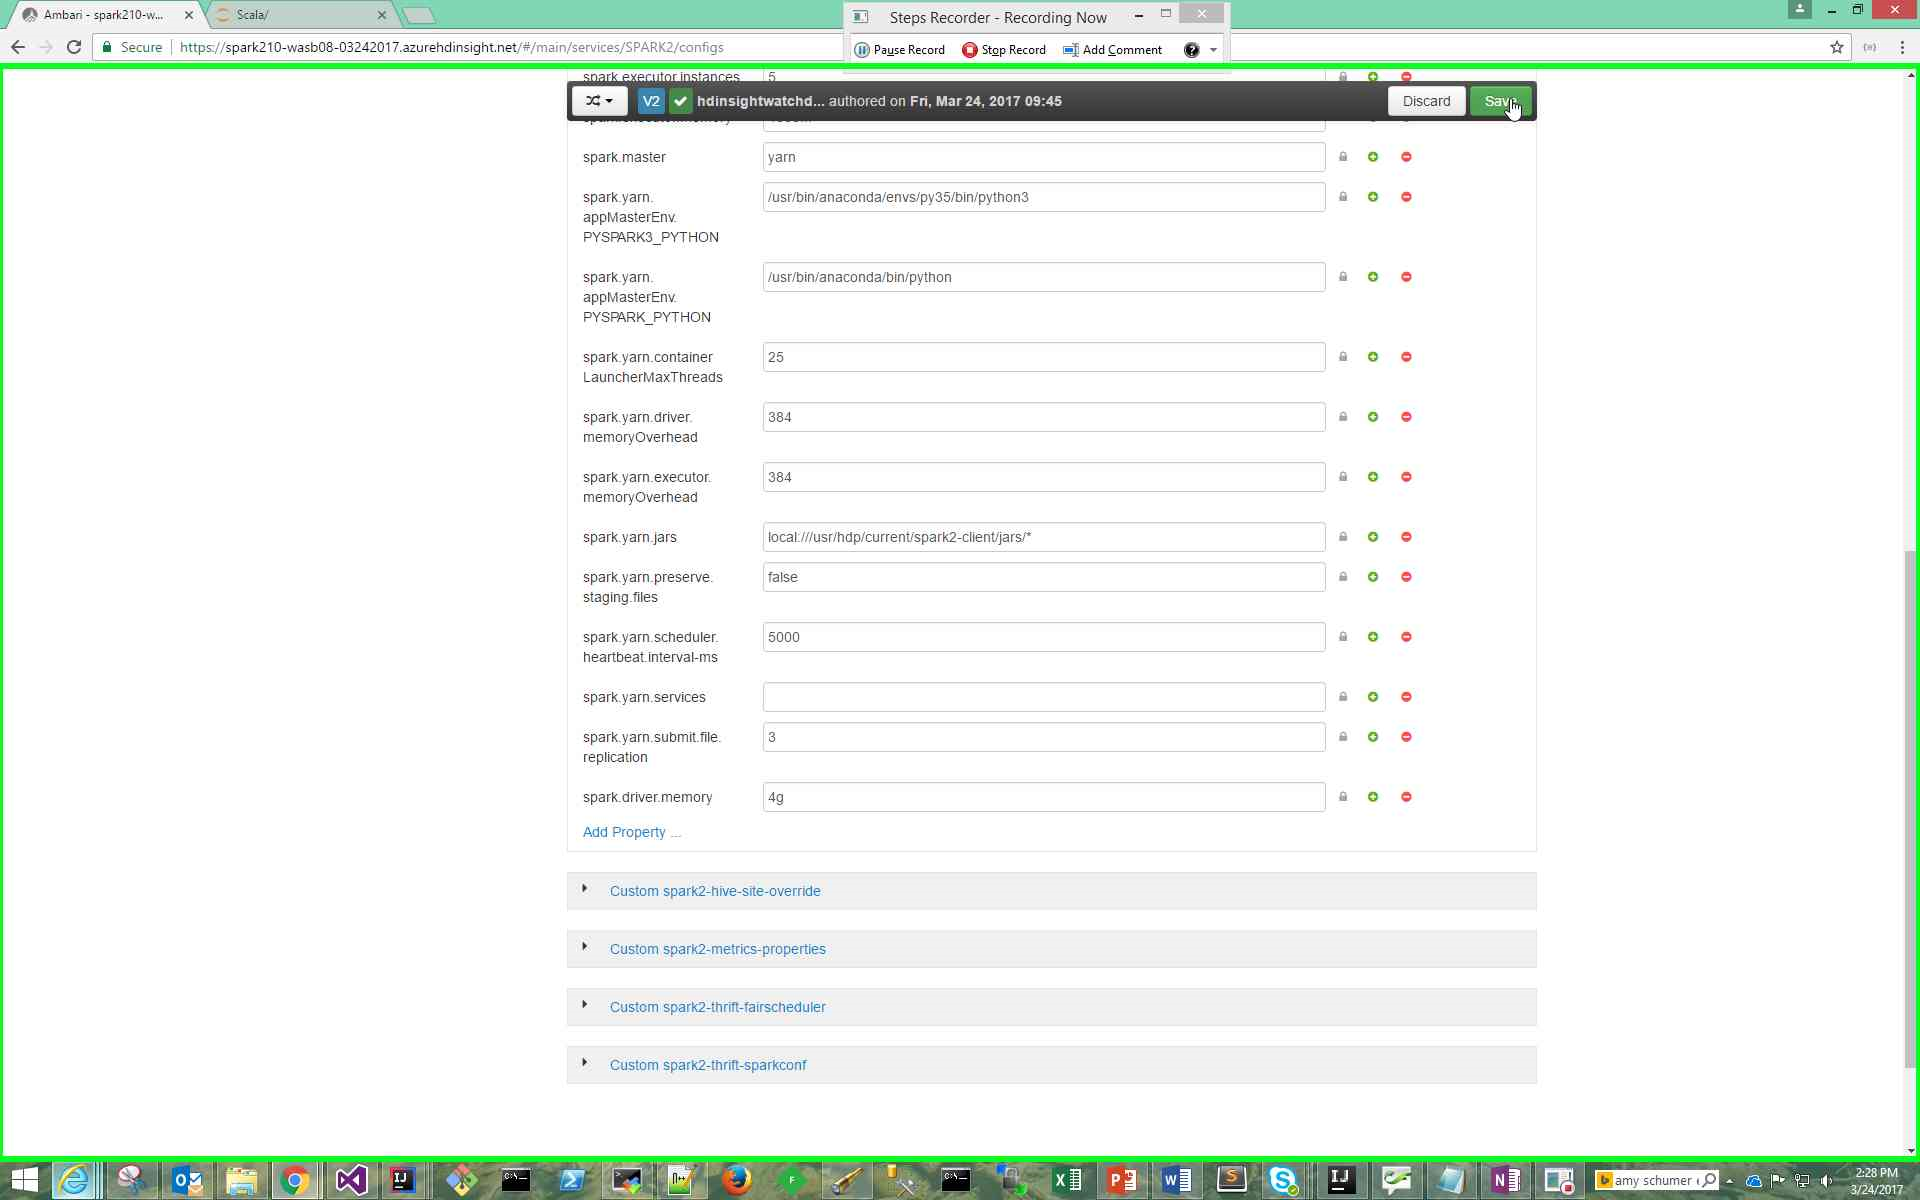 Ambari - spark210-w...
Scala/
Steps Recorder - Recording Now
Secure
https://spark210-wasb08-03242017.azurehdinsight.net/#/main/services/SPARK2/configs
Pause Record
Stop Record
Add Comment
spark.executor.instances
5
V2
hdinsightwatchd... authored on Fri, Mar 24, 2017 09:45
Discard
Save
spark.master
yarn
spark.yarn.
appMasterEnv.
PYSPARK3_PYTHON
/usr/bin/anaconda/envs/py35/bin/python3
spark.yarn.
appMasterEnv.
PYSPARK_PYTHON
/usr/bin/anaconda/bin/python
spark.yarn.container
LauncherMaxThreads
25
spark.yarn.driver.
memoryOverhead
384
spark.yarn.executor.
memoryOverhead
384
spark.yarn.jars
local:///usr/hdp/current/spark2-client/jars/*
spark.yarn.preserve.
staging.files
false
spark.yarn.scheduler.
heartbeat.interval-ms
5000
spark.yarn.services
spark.yarn.submit.file.
replication
3
spark.driver.memory
4g
Add Property ...
Custom spark2-hive-site-override
Custom spark2-metrics-properties
Custom spark2-thrift-fairscheduler
Custom spark2-thrift-sparkconf
amy schumer
2:28 PM
3/24/2017